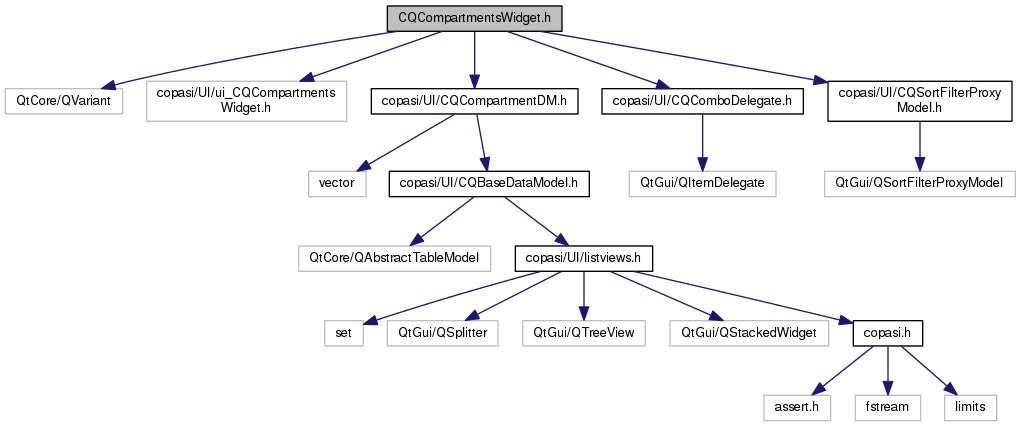 CQCompartmentsWidget.h
QtCore/QVariant
copasi/UI/ui_CQCompartments
Widget.h
copasi/UI/CQCompartmentDM.h
copasi/UI/CQComboDelegate.h
copasi/UI/CQSortFilterProxy
Model.h
vector
copasi/UI/CQBaseDataModel.h
QtGui/QItemDelegate
QtGui/QSortFilterProxyModel
QtCore/QAbstractTableModel
copasi/UI/listviews.h
set
QtGui/QSplitter
QtGui/QTreeView
QtGui/QStackedWidget
copasi.h
assert.h
fstream
limits